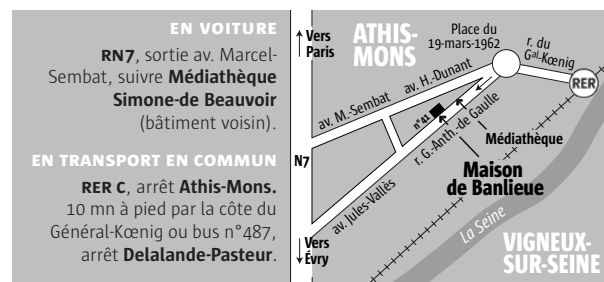 EN VOITURE
RN7, sortie av. Marcel-
Sembat, suivre Médiathèque
Simone-de Beauvoir
(bâtiment voisin).
EN TRANSPORT EN COMMUN
RER C, arrêt Athis-Mons.
10 mn à pied par la côte du
Général-Kœnig ou bus n°487,
arrêt Delalande-Pasteur.
Vers
Paris
ATHIS-
MONS
Place du
19-mars-1962
r. du
Gal-Kœnig
RER
av. M.-Sembat
av. H.-Dunant
n°41
r. G.-Anth. de Gaulle
Médiathèque
Maison
de Banlieue
N7
av. Jules-Vallès
La Seine
Vers
Évry
VIGNEUX-
SUR-SEINE